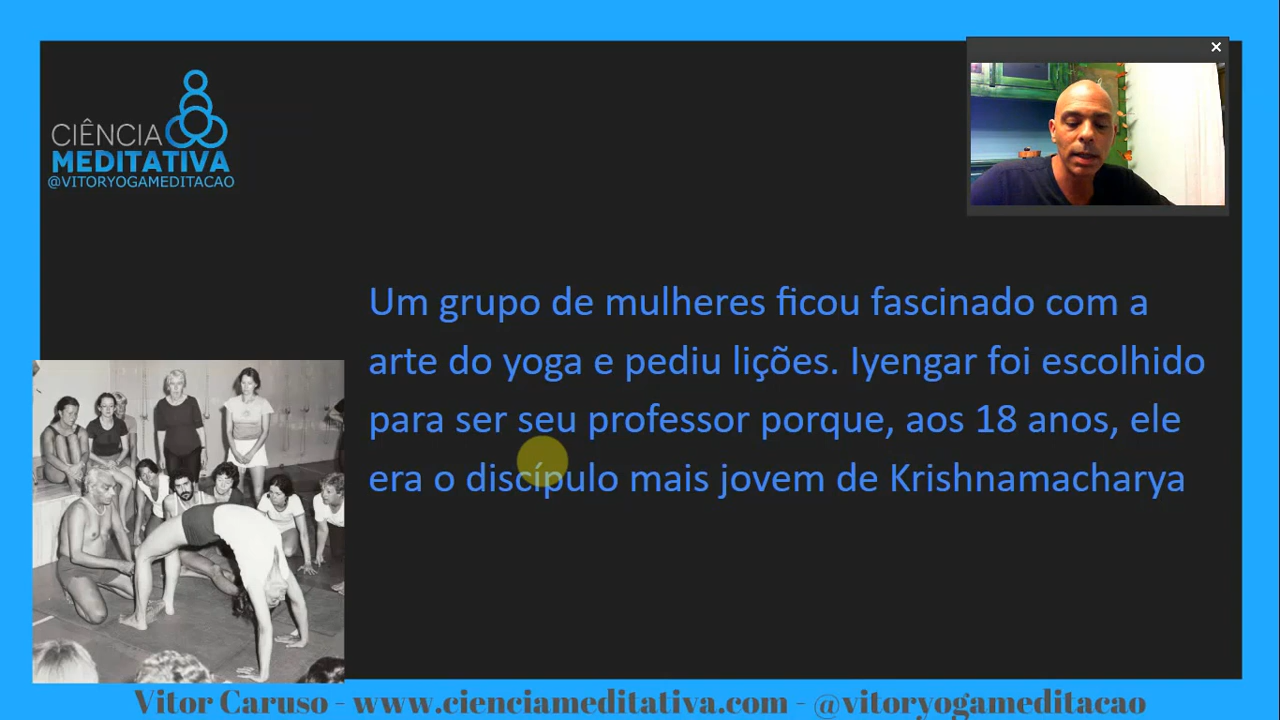 CIÊNCIA
MEDITATIVA
@VITORYOGAMEDITACAO
Um grupo de mulheres ficou fascinado com a
arte do yoga e pediu lições. Iyengar foi escolhido
para ser seu professor porque, aos 18 anos, ele
era o discípulo mais jovem de Krishnamacharya
Vitor Caruso - www.cienciameditativa.com - @vitoryogameditacao